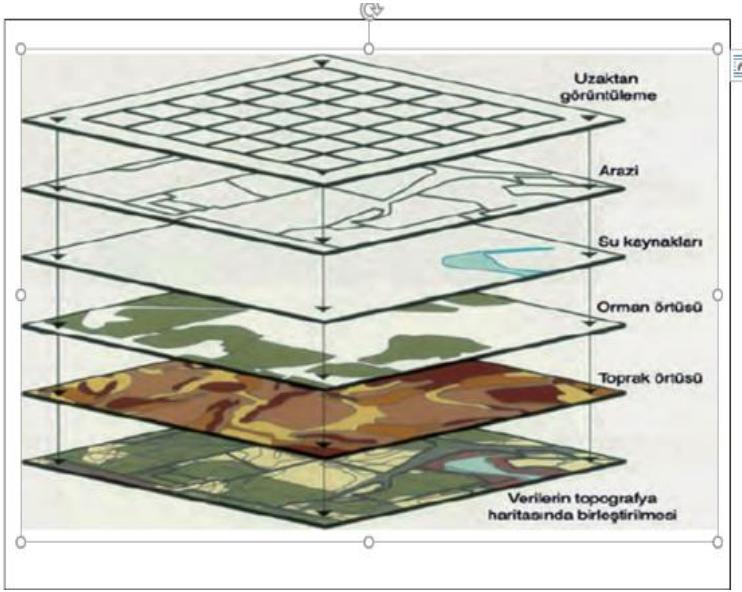 Uzaktan
görüntüleme
Arazi
Su kaynakları
Orman örtüsü
Toprak örtüsü
Verilerin topografya
haritasında birleştirilmesi